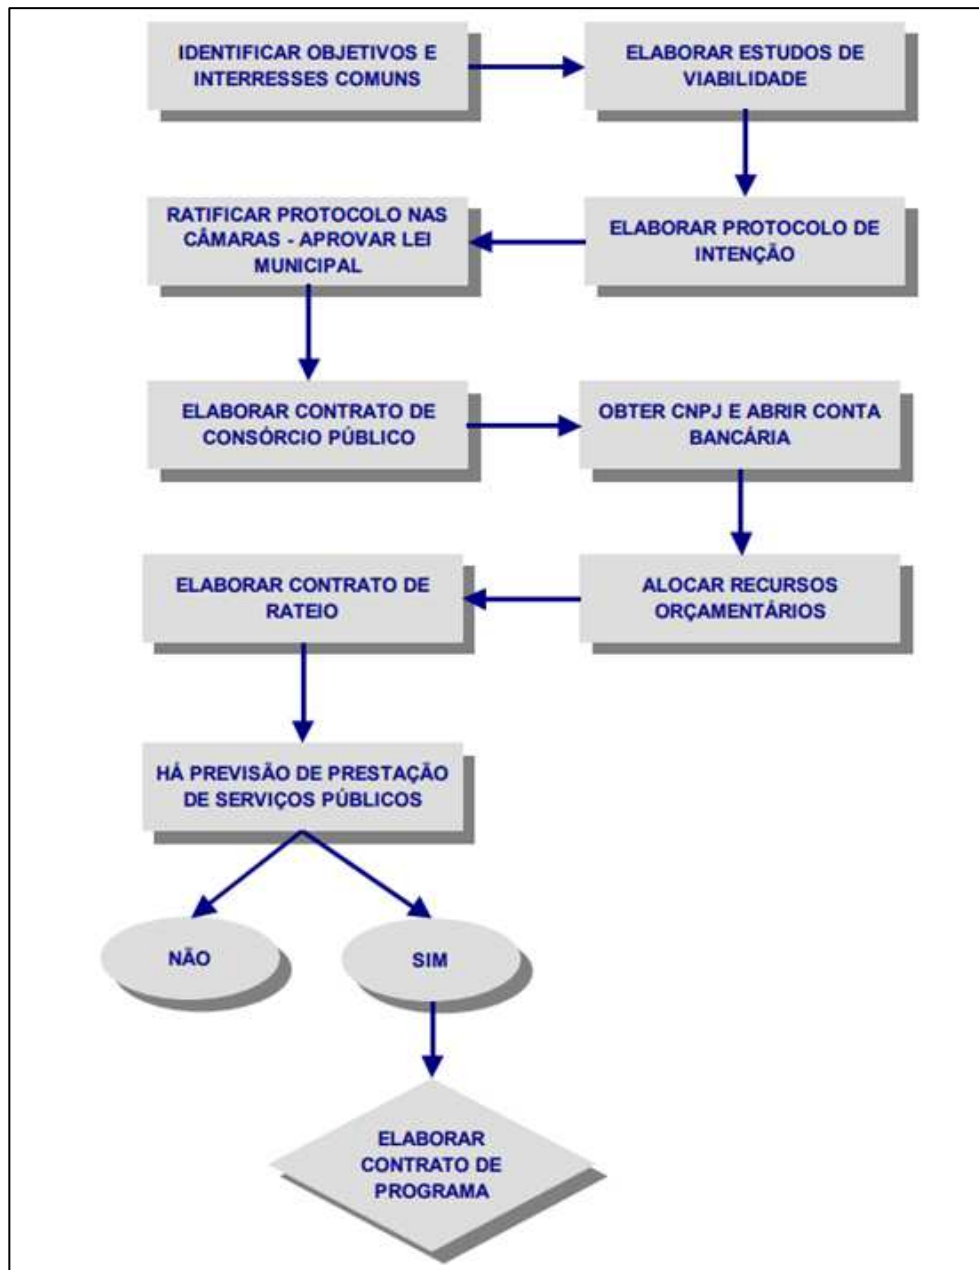 IDENTIFICAR OBJETIVOS E
INTERRESSES COMUNS
ELABORAR ESTUDOS DE
VIABILIDADE
ELABORAR PROTOCOLO DE
INTENÇÃO
RATIFICAR PROTOCOLO NAS
CÂMARAS - APROVAR LEI
MUNICIPAL
ELABORAR CONTRATO DE
CONSÓRCIO PÚBLICO
OBTER CNPJ E ABRIR CONTA
BANCÁRIA
ALOCAR RECURSOS
ORÇAMENTÁRIOS
ELABORAR CONTRATO DE
RATEIO
HÁ PREVISÃO DE PRESTAÇÃO
DE SERVIÇOS PÚBLICOS
NÃO
SIM
ELABORAR
CONTRATO DE
PROGRAMA